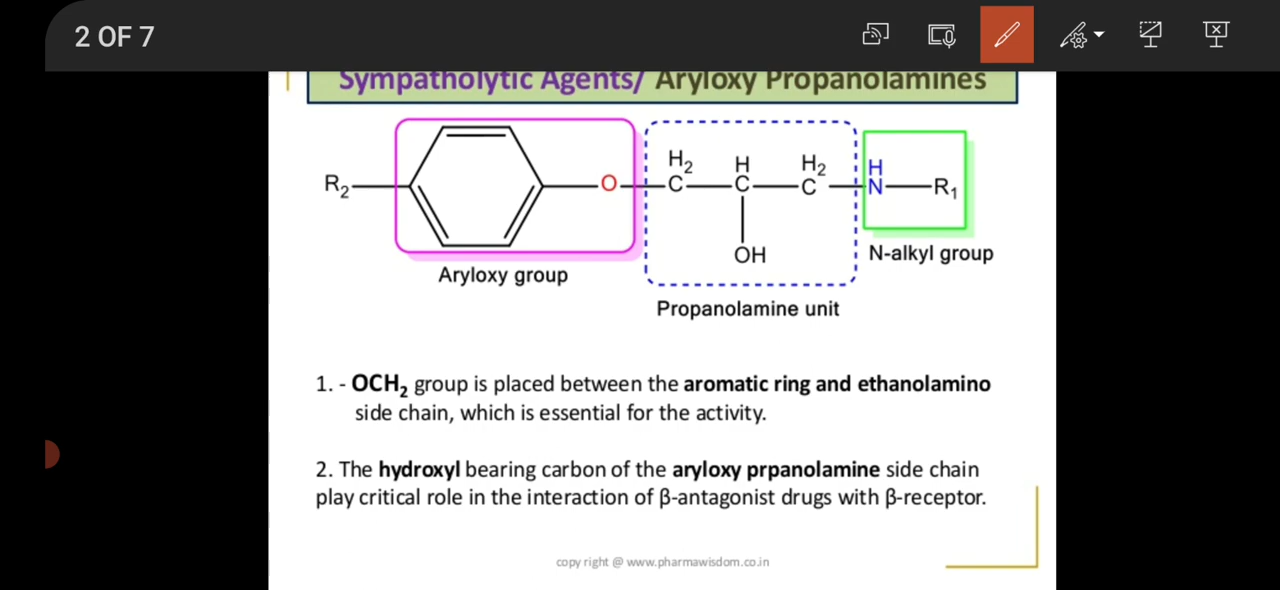 2 OF 7
Sympatholytic Agents/ Aryloxy Propanolamines
R2
O
H2
C
H
C
OH
H2
C
H
N
R1
Aryloxy group
N-alkyl group
Propanolamine unit
1. - OCH2 group is placed between the aromatic ring and ethanolamino
side chain, which is essential for the activity.
2. The hydroxyl bearing carbon of the aryloxy prpanolamine side chain
play critical role in the interaction of β-antagonist drugs with β-receptor.
copy right @ www.pharmawisdom.co.in